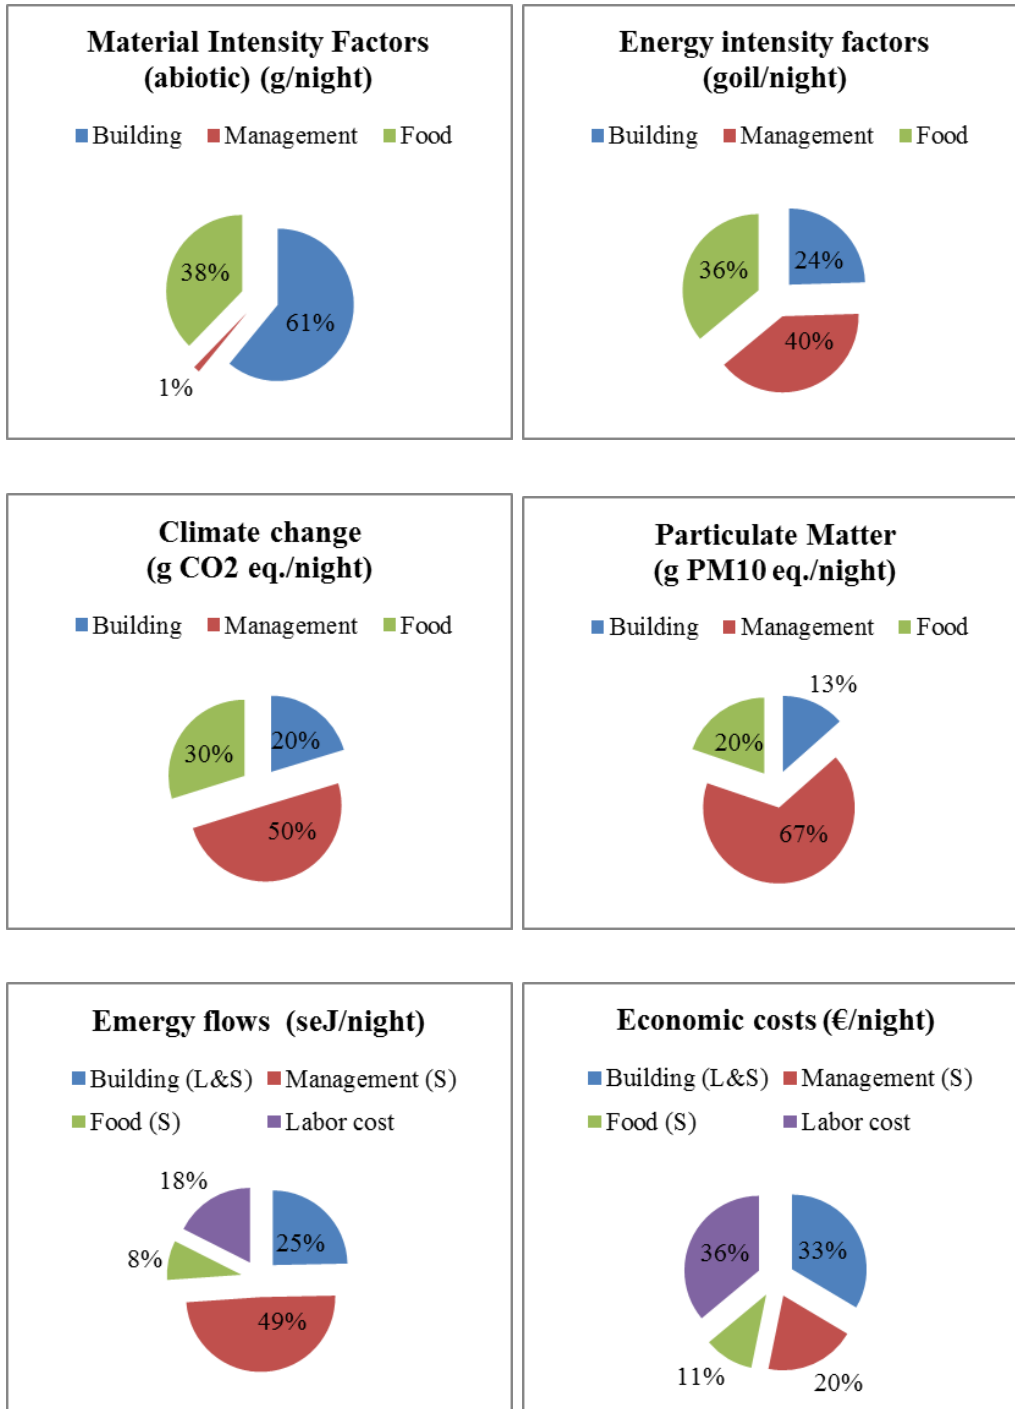 Material Intensity Factors
(abiotic) (g/night)
Building Management Food
38%
61%
1%
Energy intensity factors
(goil/night)
Building Management Food
24%
36%
40%
Climate change
(g CO2 eq./night)
Building Management Food
20%
30%
50%
Particulate Matter
(g PM10 eq./night)
Building Management Food
13%
20%
67%
Emergy flows (seJ/night)
Building (L&S) Management (S)
Food (S) Labor cost
18%
25%
8%
49%
Economic costs (€/night)
Building (L&S) Management (S)
Food (S) Labor cost
36% 33%
11% 20%